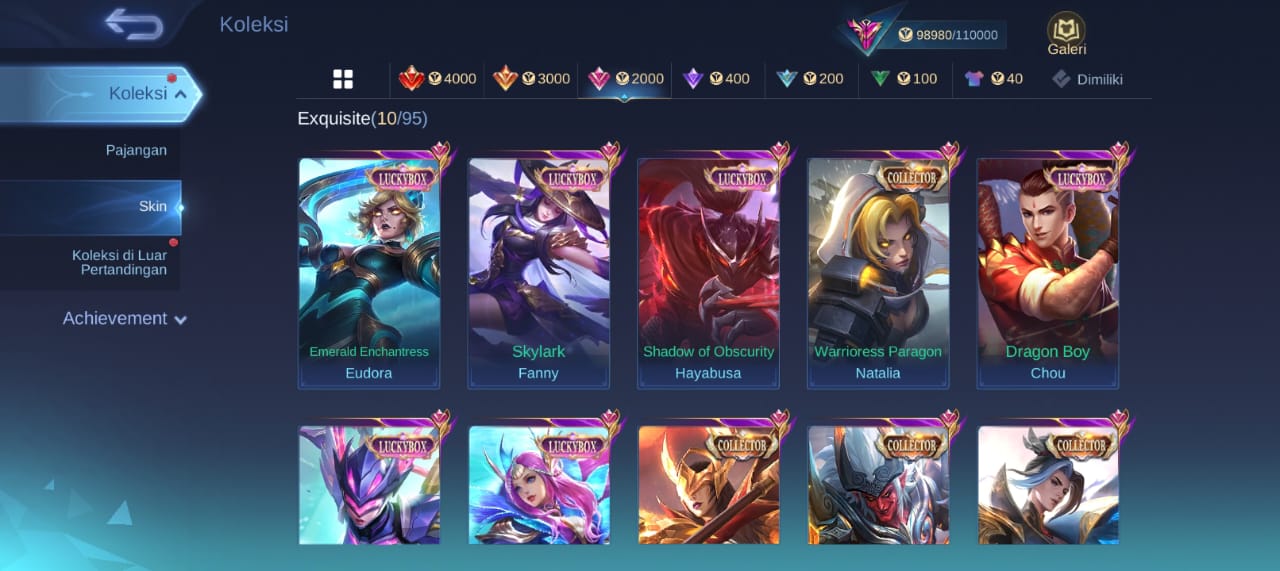 Koleksi
98980/110000
Galeri
4000
3000
2000
400
200
100
40
Dimiliki
Koleksi
Pajangan
Skin
Koleksi di Luar
Pertandingan
Achievement
Exquisite(10/95)
LUCKYBOX
LUCKYBOX
LUCKYBOX
COLLECTOR
LUCKYBOX
Emerald Enchantress
Eudora
Skylark
Fanny
Shadow of Obscurity
Hayabusa
Warrioress Paragon
Natalia
Dragon Boy
Chou
LUCKYBOX
LUCKYBOX
COLLECTOR
COLLECTOR
COLLECTOR